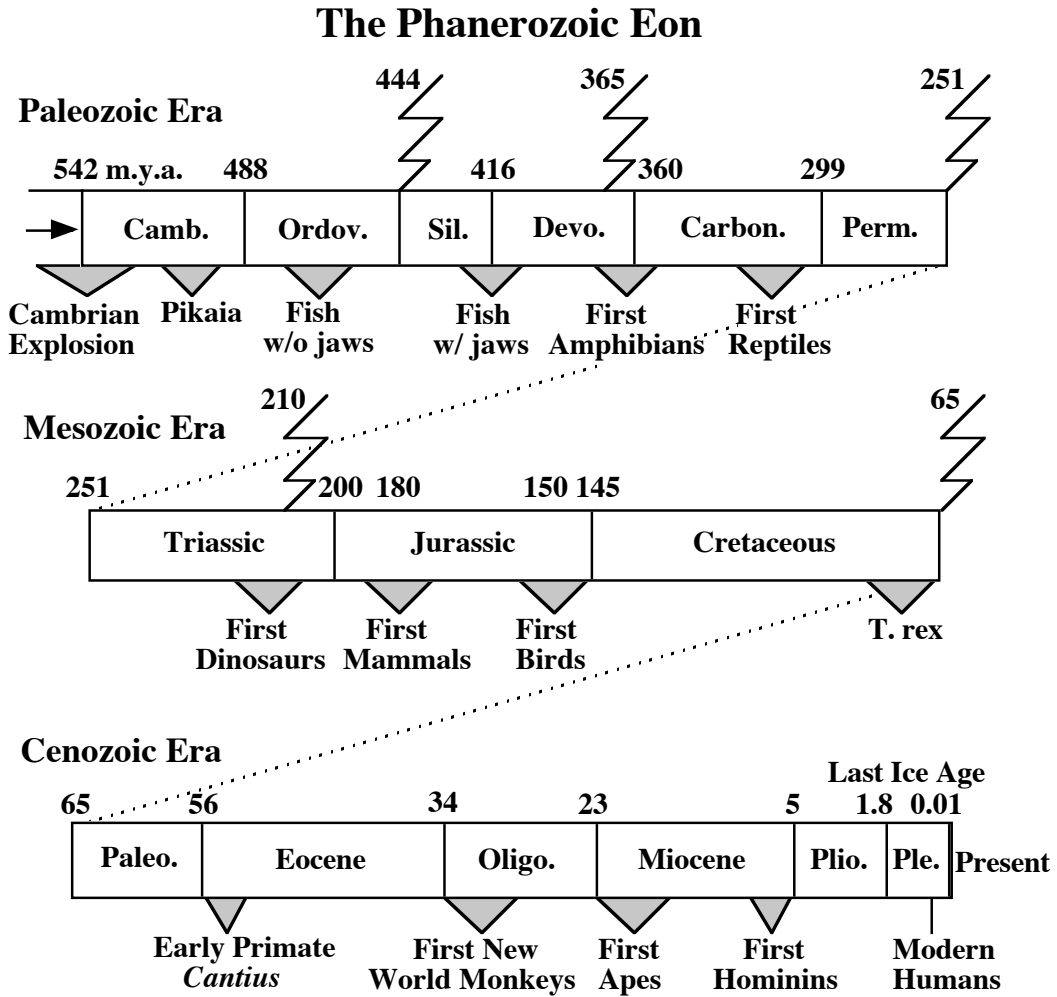 The Phanerozoic Eon
444 365 251
Paleozoic Era
542 m.y.a. 488 416 360 299
Camb. Ordov. Sil. Devo. Carbon. Perm.
Cambrian Pikaia Fish Fish First First
Explosion w/o jaws w/ jaws Amphibians Reptiles
210 65
Mesozoic Era
251 200 180 150 145
Triassic Jurassic Cretaceous
First First First T. rex
Dinosaurs Mammals Birds
Cenozoic Era
Last Ice Age
65 56 34 23 5 1.8 0.01
Paleo. Eocene Oligo. Miocene Plio. Ple. Present
Early Primate First New First First Modern
Cantius World Monkeys Apes Hominins Humans